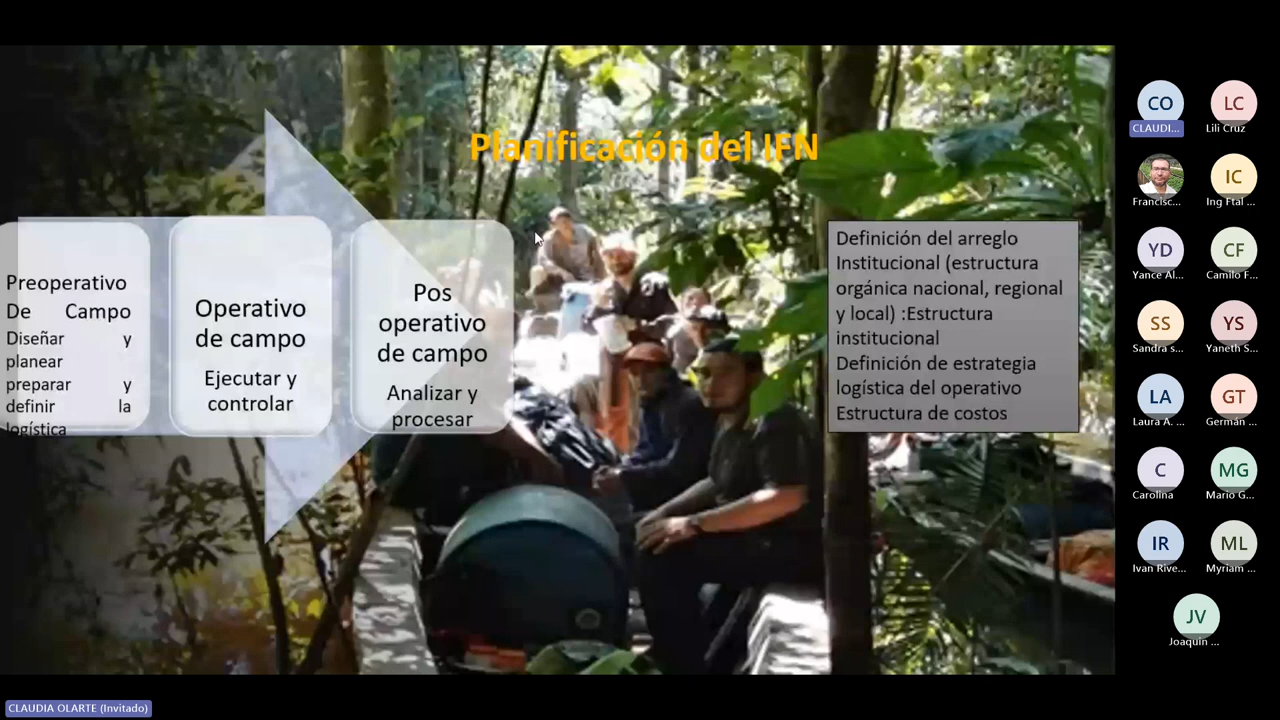 Planificación del IFN
Preoperativo
De Campo
Diseñar y
planear
preparar y
definir la
logística
Operativo
de campo
Ejecutar y
controlar
Pos
operativo
de campo
Analizar y
procesar
Definición del arreglo
Institucional (estructura
orgánica nacional, regional
y local) :Estructura
institucional
Definición de estrategia
logística del operativo
Estructura de costos
CO
CLAUDI...
LC
Lili Cruz
Francisc...
IC
Ing Ftal ...
YD
Yance Al...
CF
Camilo F...
SS
Sandra s...
YS
Yaneth S...
LA
Laura A. ...
GT
Germán ...
C
Carolina
MG
Mario G...
IR
Ivan Rive...
ML
Myriam ...
JV
Joaquín ...
CLAUDIA OLARTE (Invitado)